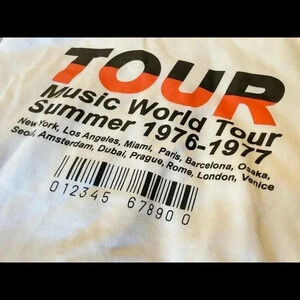 TOUR
Music World Tour
Summer 1976-1977
New York, Los Angeles, Miami, Paris, Barcelona, Osaka,
Seoul, Amsterdam, Dubai, Prague, Rome, London, Venice
012345 67890 0